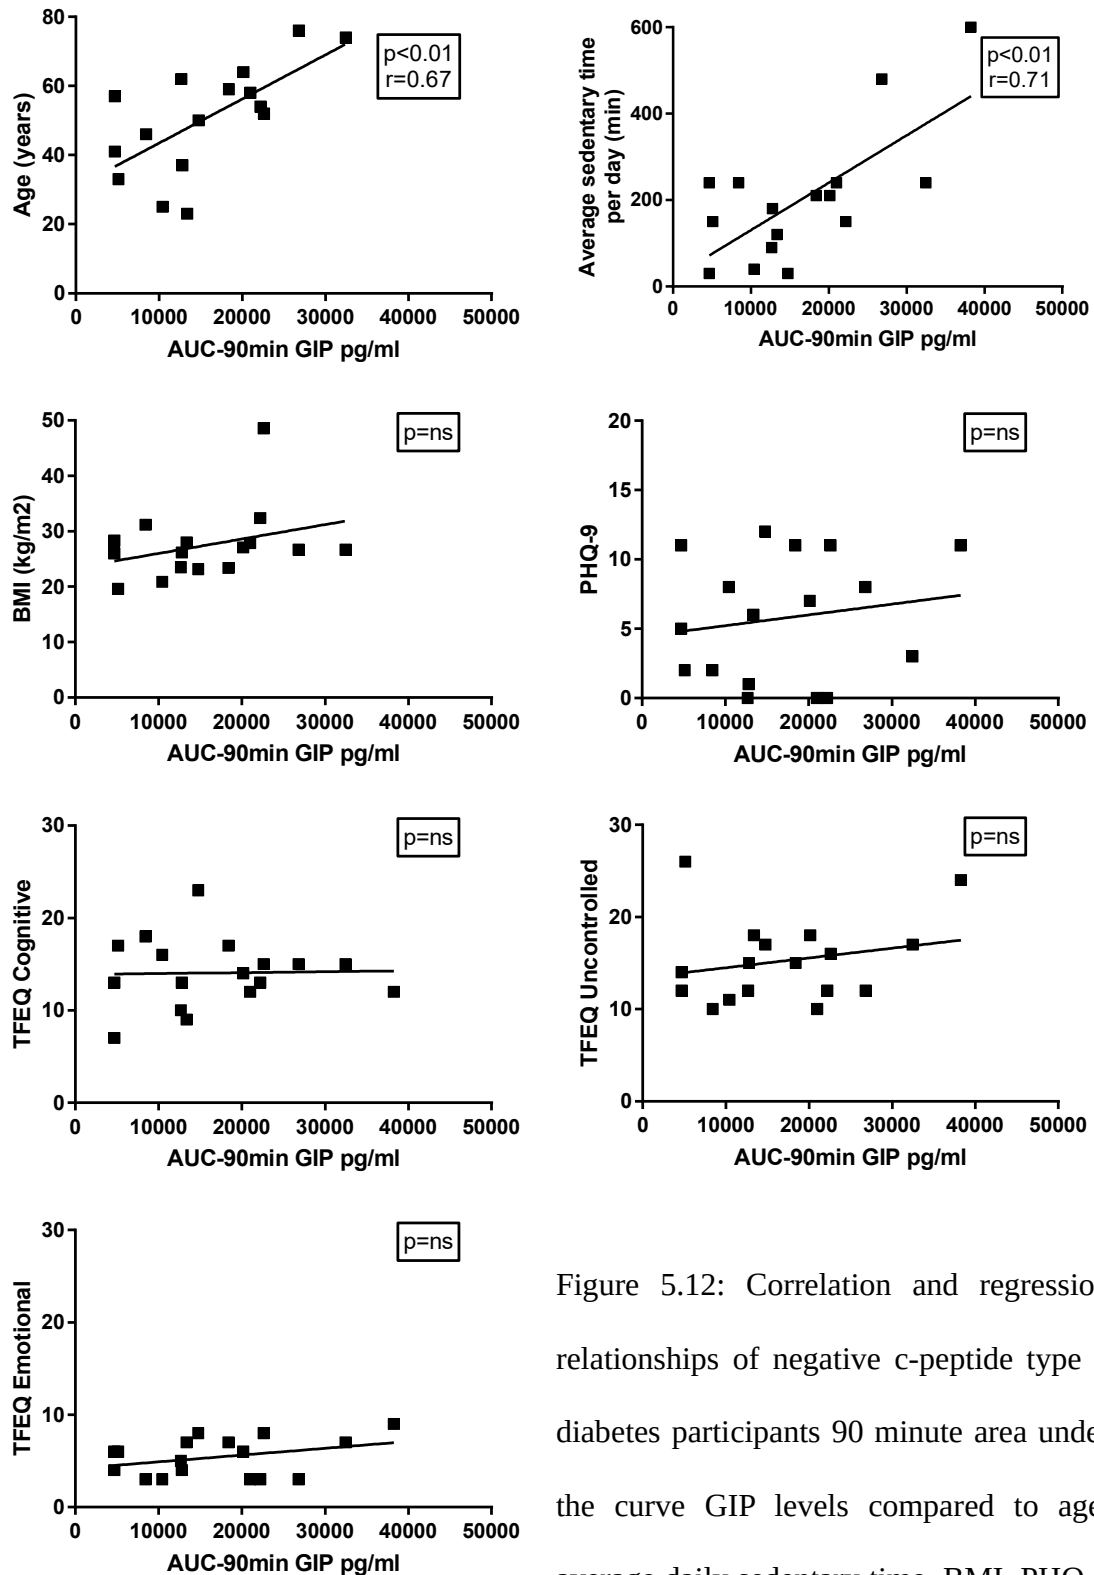 80
60
40
20
0
Age (years)
p<0.01
r=0.67
0 10000 20000 30000 40000 50000
AUC-90min GIP pg/ml
600
400
200
0
Average sedentary time
per day (min)
p<0.01
r=0.71
0 10000 20000 30000 40000 50000
AUC-90min GIP pg/ml
50
40
30
20
10
0
BMI (kg/m2)
p=ns
0 10000 20000 30000 40000 50000
AUC-90min GIP pg/ml
20
15
10
5
0
PHQ-9
p=ns
0 10000 20000 30000 40000 50000
AUC-90min GIP pg/ml
30
20
10
0
TFEQ Cognitive
p=ns
0 10000 20000 30000 40000 50000
AUC-90min GIP pg/ml
30
20
10
0
TFEQ Uncontrolled
p=ns
0 10000 20000 30000 40000 50000
AUC-90min GIP pg/ml
30
20
10
0
TFEQ Emotional
p=ns
0 10000 20000 30000 40000 50000
AUC-90min GIP pg/ml
Figure 5.12: Correlation and regressio
relationships of negative c-peptide type
diabetes participants 90 minute area unde
the curve GIP levels compared to age
average daily sedentary time, BMI, PHQ